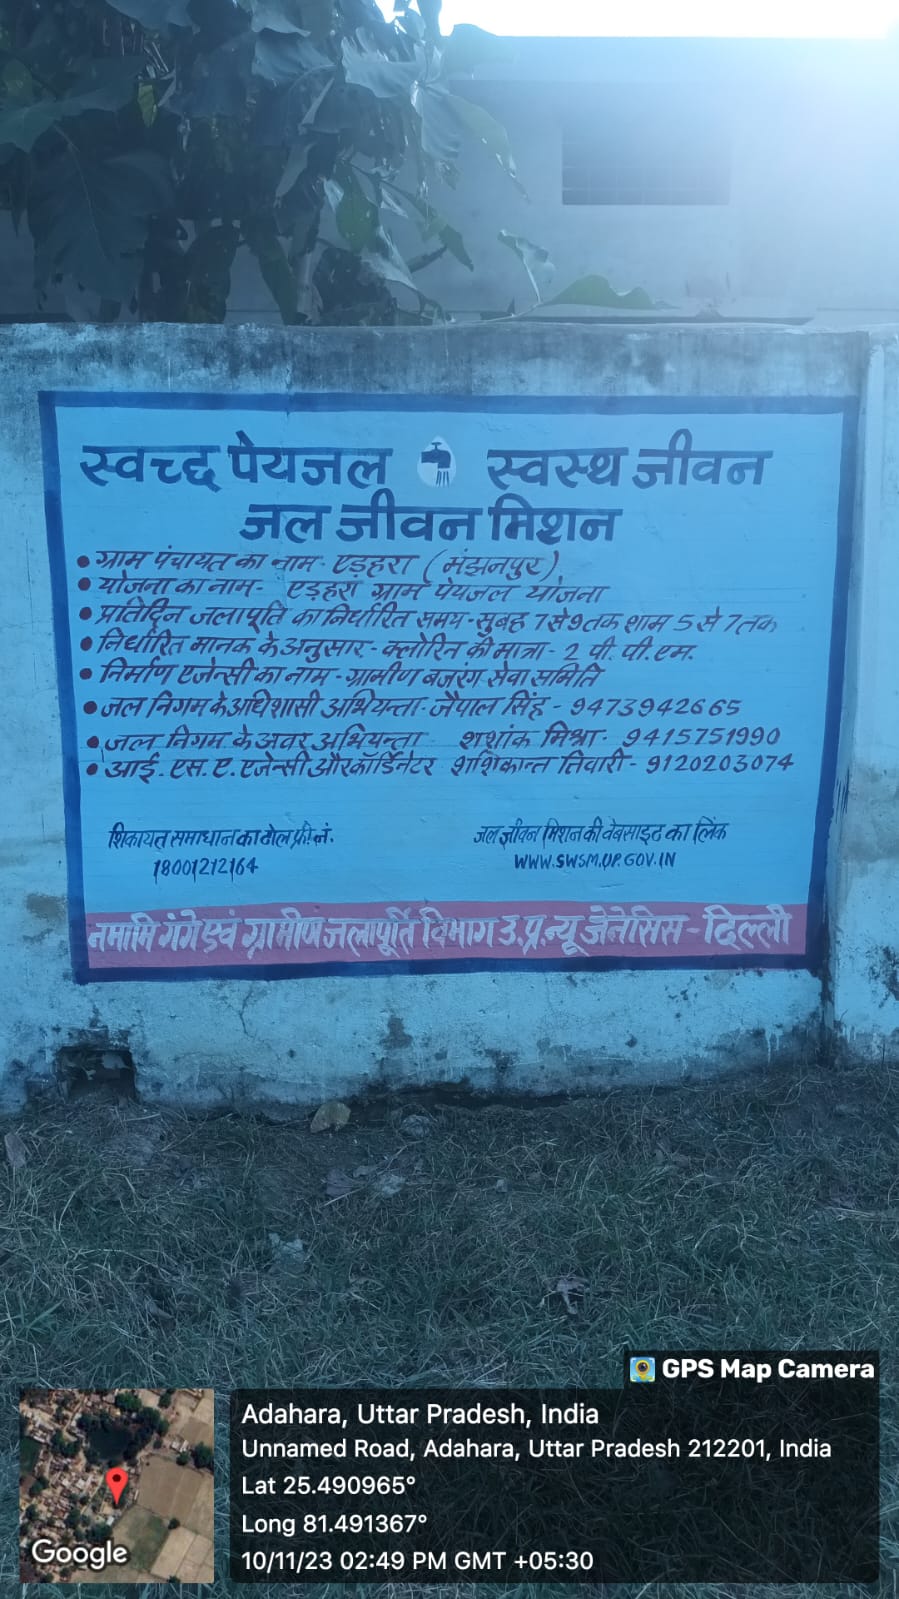 स्वच्छ पेयजल स्वस्थ जीवन
जल जीवन मिशन
• ग्राम पंचायत का नाम- एड़हरा (मंझनपुर)
• योजना का नाम- एड़हरा ग्राम पेयजल योजना
• प्रतिदिन जलापूर्ति का निर्धारित समय- सुबह 7 से 9 तक शाम 5 से 7 तक
• निर्धारित मानक के अनुसार- क्लोरिन की मात्रा- 2 पी. पी. एम.
• निर्माण एजेन्सी का नाम- ग्रामीण बजरंग सेवा समिति
• जल निगम के अधिशासी अभियन्ता- जैपाल सिंह - 9473942665
• जल निगम के अवर अभियन्ता शशांक मिश्रा- 9415751990
• आई. एस. ए. एजेन्सी और कॉर्डिनेटर शशिकान्त तिवारी- 9120203074
शिकायत समाधान का टोल फ्री नं.
18001212164
जल जीवन मिशन की वेबसाइट का लिंक
WWW.SWSM.UP.GOV.IN
नमामि गंगे एवं ग्रामीण जलापूर्ति विभाग उ.प्र. न्यू जेनेसिस - दिल्ली
GPS Map Camera
Adahara, Uttar Pradesh, India
Unnamed Road, Adahara, Uttar Pradesh 212201, India
Lat 25.490965°
Long 81.491367°
10/11/23 02:49 PM GMT +05:30
Google